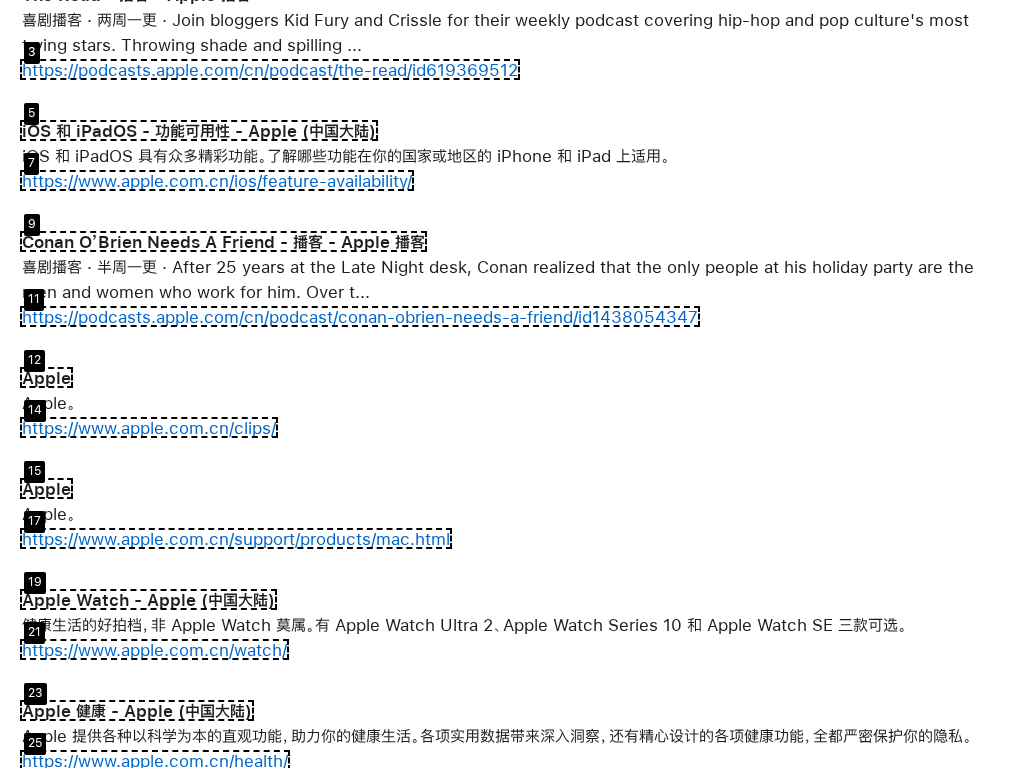 喜剧播客 · 两周一更 · Join bloggers Kid Fury and Crissle for their weekly podcast covering hip-hop and pop culture's most
stars. Throwing shade and spilling ...
3
https://podcasts.apple.com/cn/podcast/the-read/id619369512
5
iOS 和 iPadOS - 功能可用性 - Apple (中国大陆)
iOS 和 iPadOS 具有众多精彩功能。了解哪些功能在你的国家或地区的 iPhone 和 iPad 上适用。
7
https://www.apple.com.cn/ios/feature-availability/
9
Conan O’Brien Needs A Friend - 播客 - Apple 播客
喜剧播客 · 半周一更 · After 25 years at the Late Night desk, Conan realized that the only people at his holiday party are the
men and women who work for him. Over t...
11
https://podcasts.apple.com/cn/podcast/conan-obrien-needs-a-friend/id1438054347
12
Apple
Apple。
14
https://www.apple.com.cn/clips/
15
Apple
Apple。
17
https://www.apple.com.cn/support/products/mac.html
19
Apple Watch - Apple (中国大陆)
健康生活的好拍档，非 Apple Watch 莫属。有 Apple Watch Ultra 2、Apple Watch Series 10 和 Apple Watch SE 三款可选。
21
https://www.apple.com.cn/watch/
23
Apple 健康 - Apple (中国大陆)
Apple 提供各种以科学为本的直观功能，助力你的健康生活。各项实用数据带来深入洞察，还有精心设计的各项健康功能，全都严密保护你的隐私。
25
https://www.apple.com.cn/health/